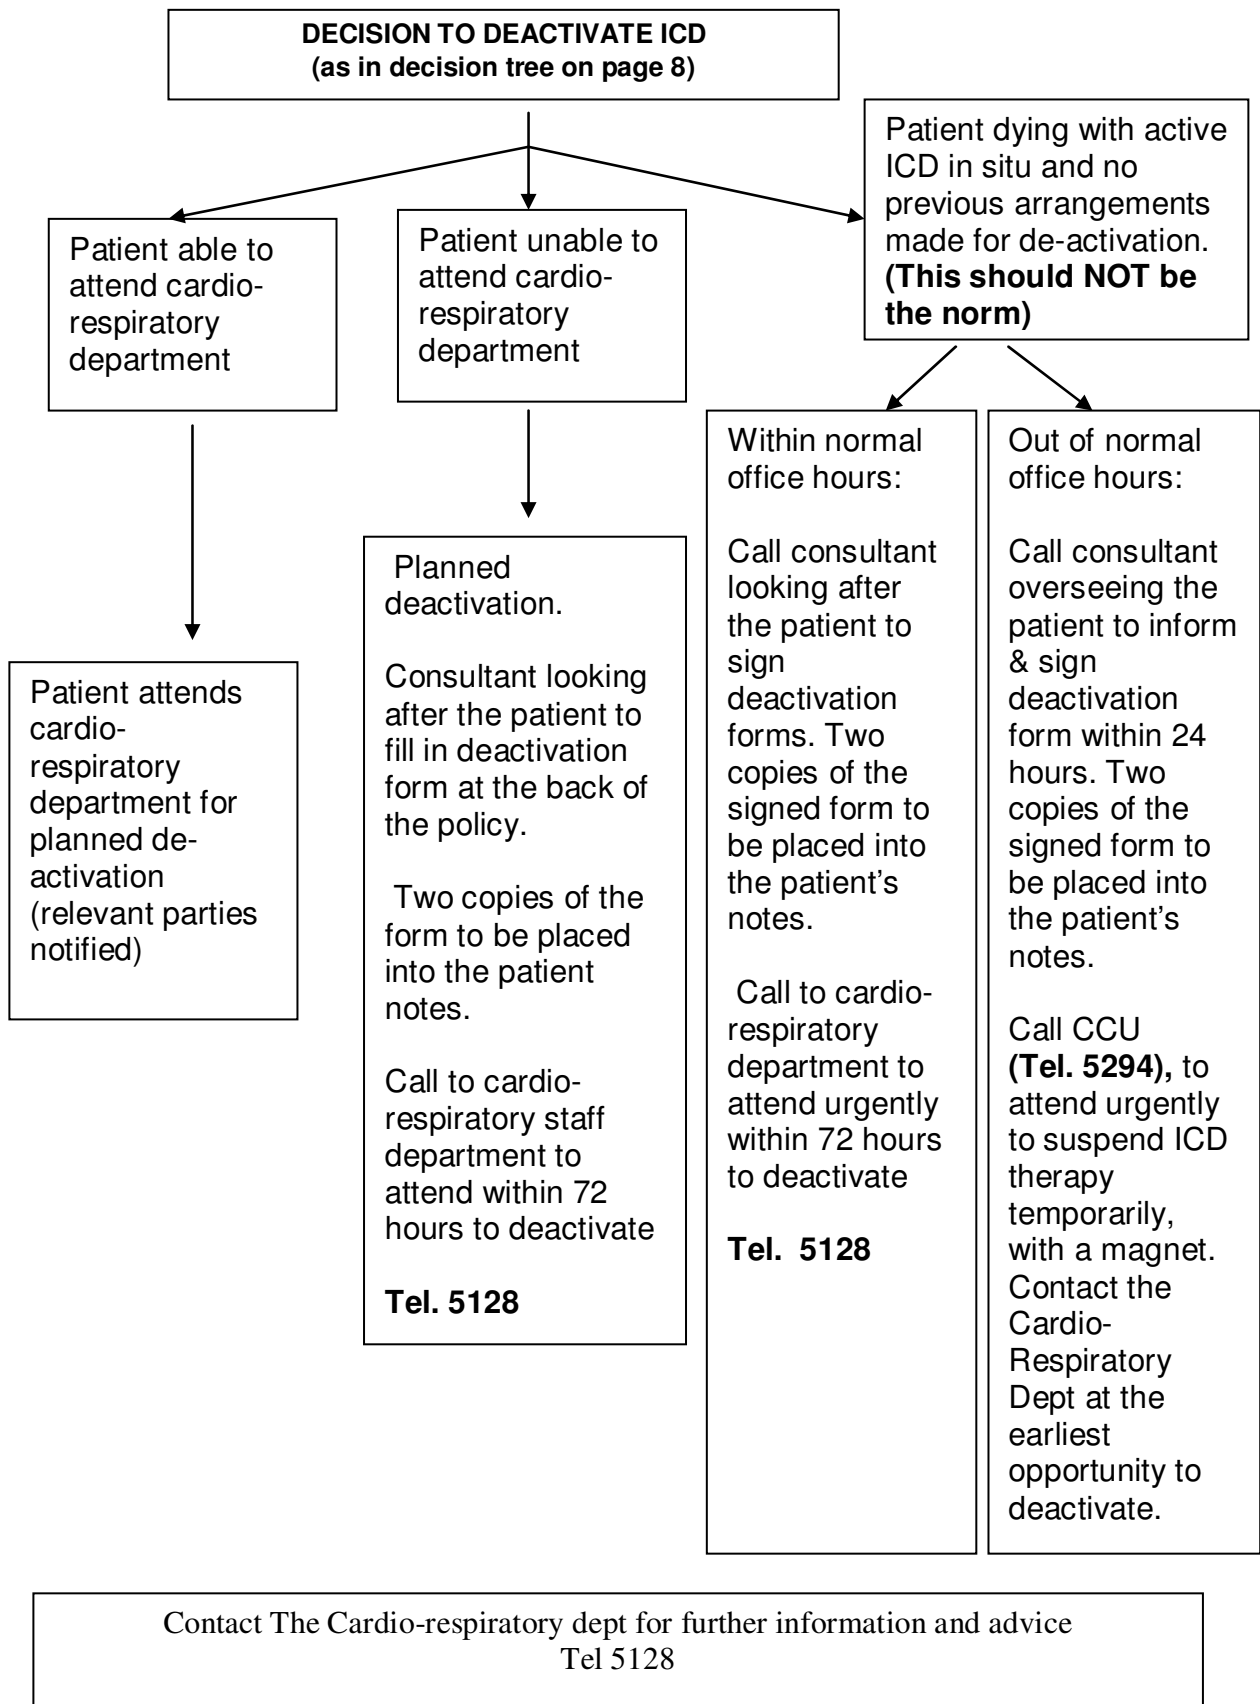 DECISION TO DEACTIVATE ICD
(as in decision tree on page 8)
Patient able to
attend cardio-
respiratory
department
Patient unable to
attend cardio-
respiratory
department
Patient dying with active
ICD in situ and no
previous arrangements
made for de-activation.
(This should NOT be
the norm)
Patient attends
cardio-
respiratory
department for
planned de-
activation
(relevant parties
notified)
Planned
deactivation.
Consultant looking
after the patient to
fill in deactivation
form at the back of
the policy.
Two copies of the
form to be placed
into the patient
notes.
Call to cardio-
respiratory staff
department to
attend within 72
hours to deactivate
Tel. 5128
Within normal
office hours:
Call consultant
looking after
the patient to
sign
deactivation
forms. Two
copies of the
signed form to
be placed into
the patient’s
notes.
Call to cardio-
respiratory
department to
attend urgently
within 72 hours
to deactivate
Tel.  5128
Out of normal
office hours:
Call consultant
overseeing the
patient to inform
& sign
deactivation
form within 24
hours. Two
copies of the
signed form to
be placed into
the patient’s
notes.
Call CCU
(Tel. 5294), to
attend urgently
to suspend ICD
therapy
temporarily,
with a magnet.
Contact the
Cardio-
Respiratory
Dept at the
earliest
opportunity to
deactivate.
Contact The Cardio-respiratory dept for further information and advice
Tel 5128